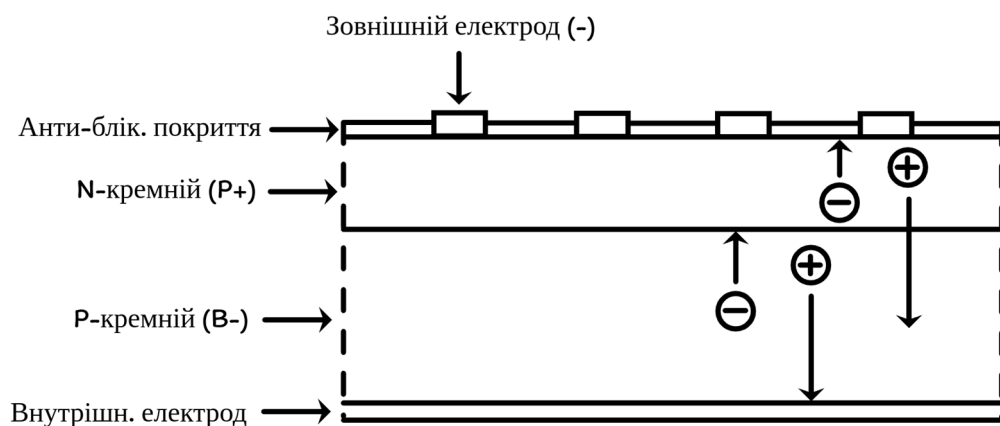 Зовнішній електрод (-)
Анти-блік. покриття
N-кремній (P+)
P-кремній (B-)
Внутрішн. електрод